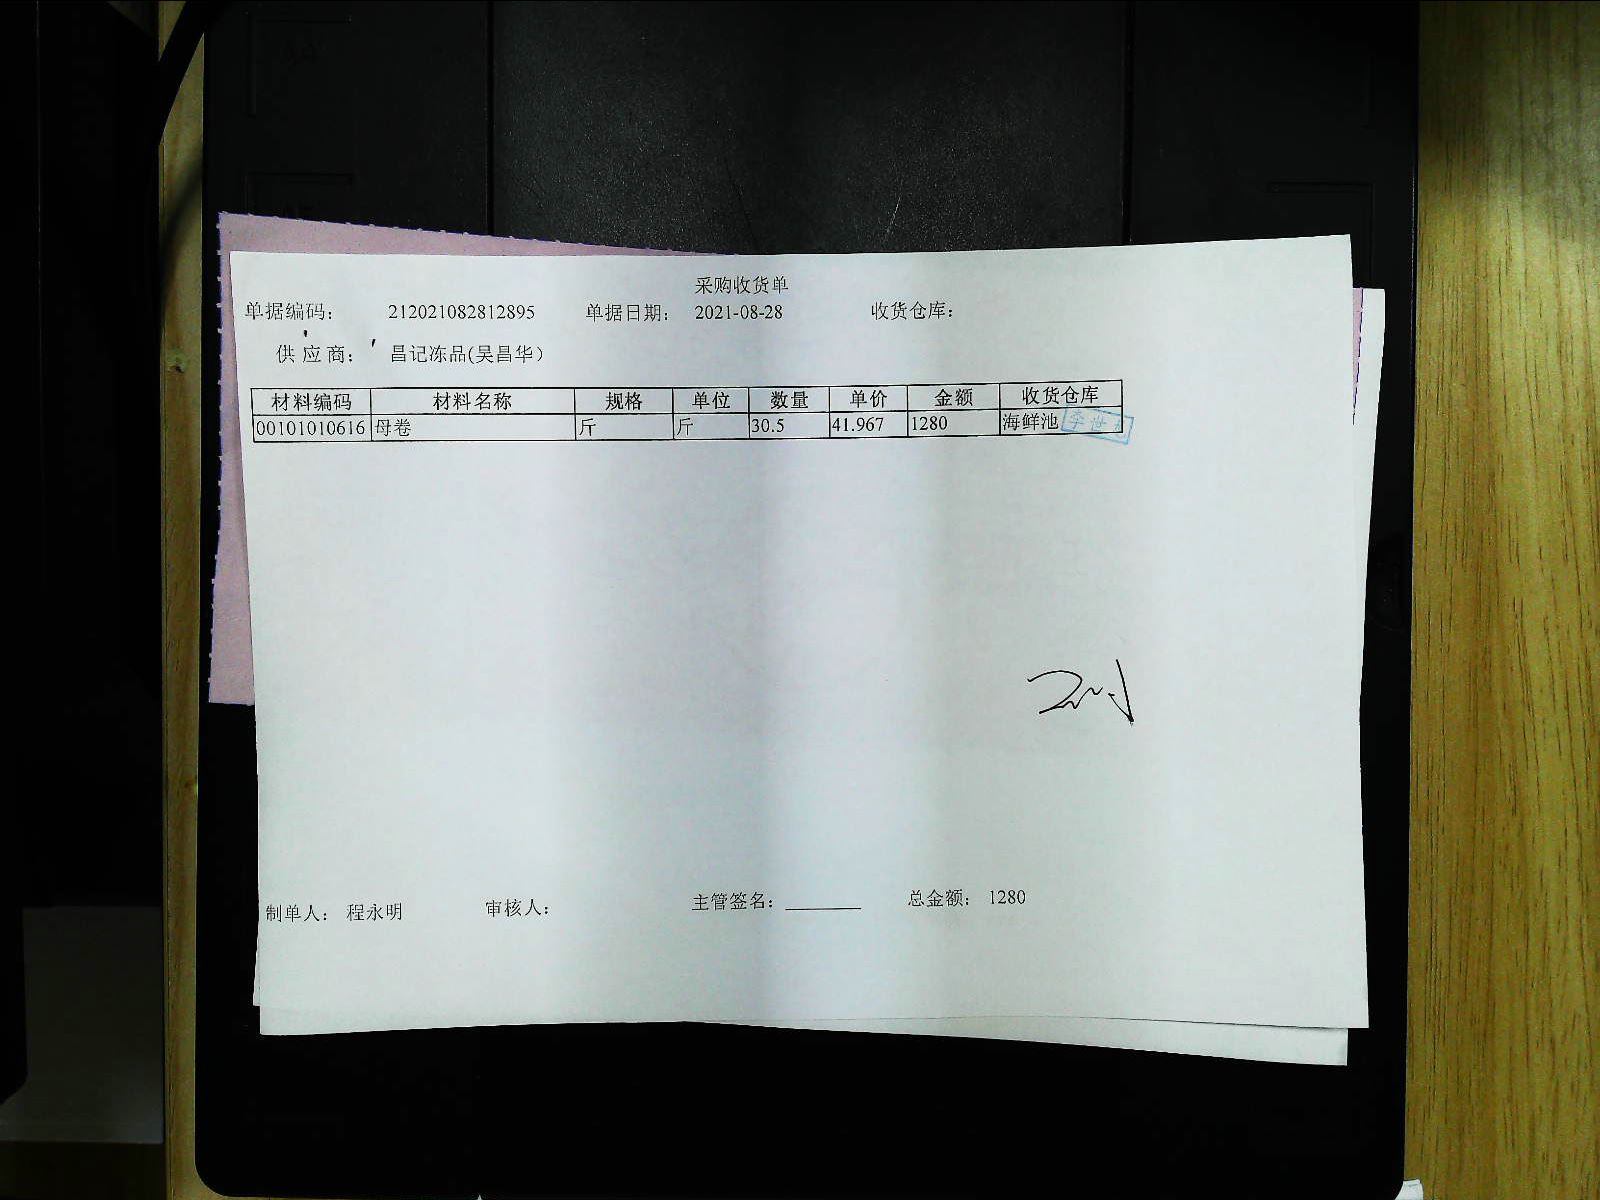 采购收货单
单据编码： 212021082812895 单据日期： 2021-08-28 收货仓库：
供应商： 昌记冻品(吴昌华）
材料编码 材料名称 规格 单位 数量 单价 金额 收货仓库
00101010616 母卷 斤 斤 30.5 41.967 1280 海鲜池
制单人： 程永明 审核人： 主管签名： 总金额： 1280